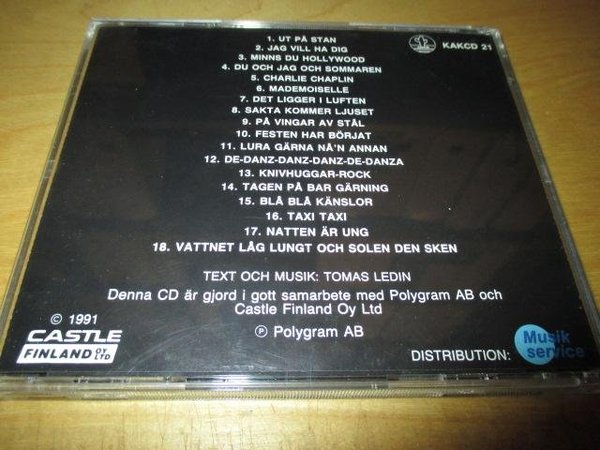 KAKCD 21
1. UT PÅ STAN
2. JAG VILL HA DIG
3. MINNS DU HOLLYWOOD
4. DU OCH JAG OCH SOMMAREN
5. CHARLIE CHAPLIN
6. MADEMOISELLE
7. DET LIGGER I LUFTEN
8. SAKTA KOMMER LJUSET
9. PÅ VINGAR AV STÅL
10. FESTEN HAR BÖRJAT
11. LURA GÄRNA NÅ'N ANNAN
12. DE-DANZ-DANZ-DANZ-DE-DANZA
13. KNIVHUGGAR-ROCK
14. TAGEN PÅ BAR GÄRNING
15. BLÅ BLÅ KÄNSLOR
16. TAXI TAXI
17. NATTEN ÄR UNG
18. VATTNET LÅG LUNGT OCH SOLEN DEN SKEN
TEXT OCH MUSIK: TOMAS LEDIN
Denna CD är gjord i gott samarbete med Polygram AB och
Castle Finland Oy Ltd
© 1991
℗ Polygram AB
CASTLE
FINLAND OY LTD
DISTRIBUTION:
Musik
service